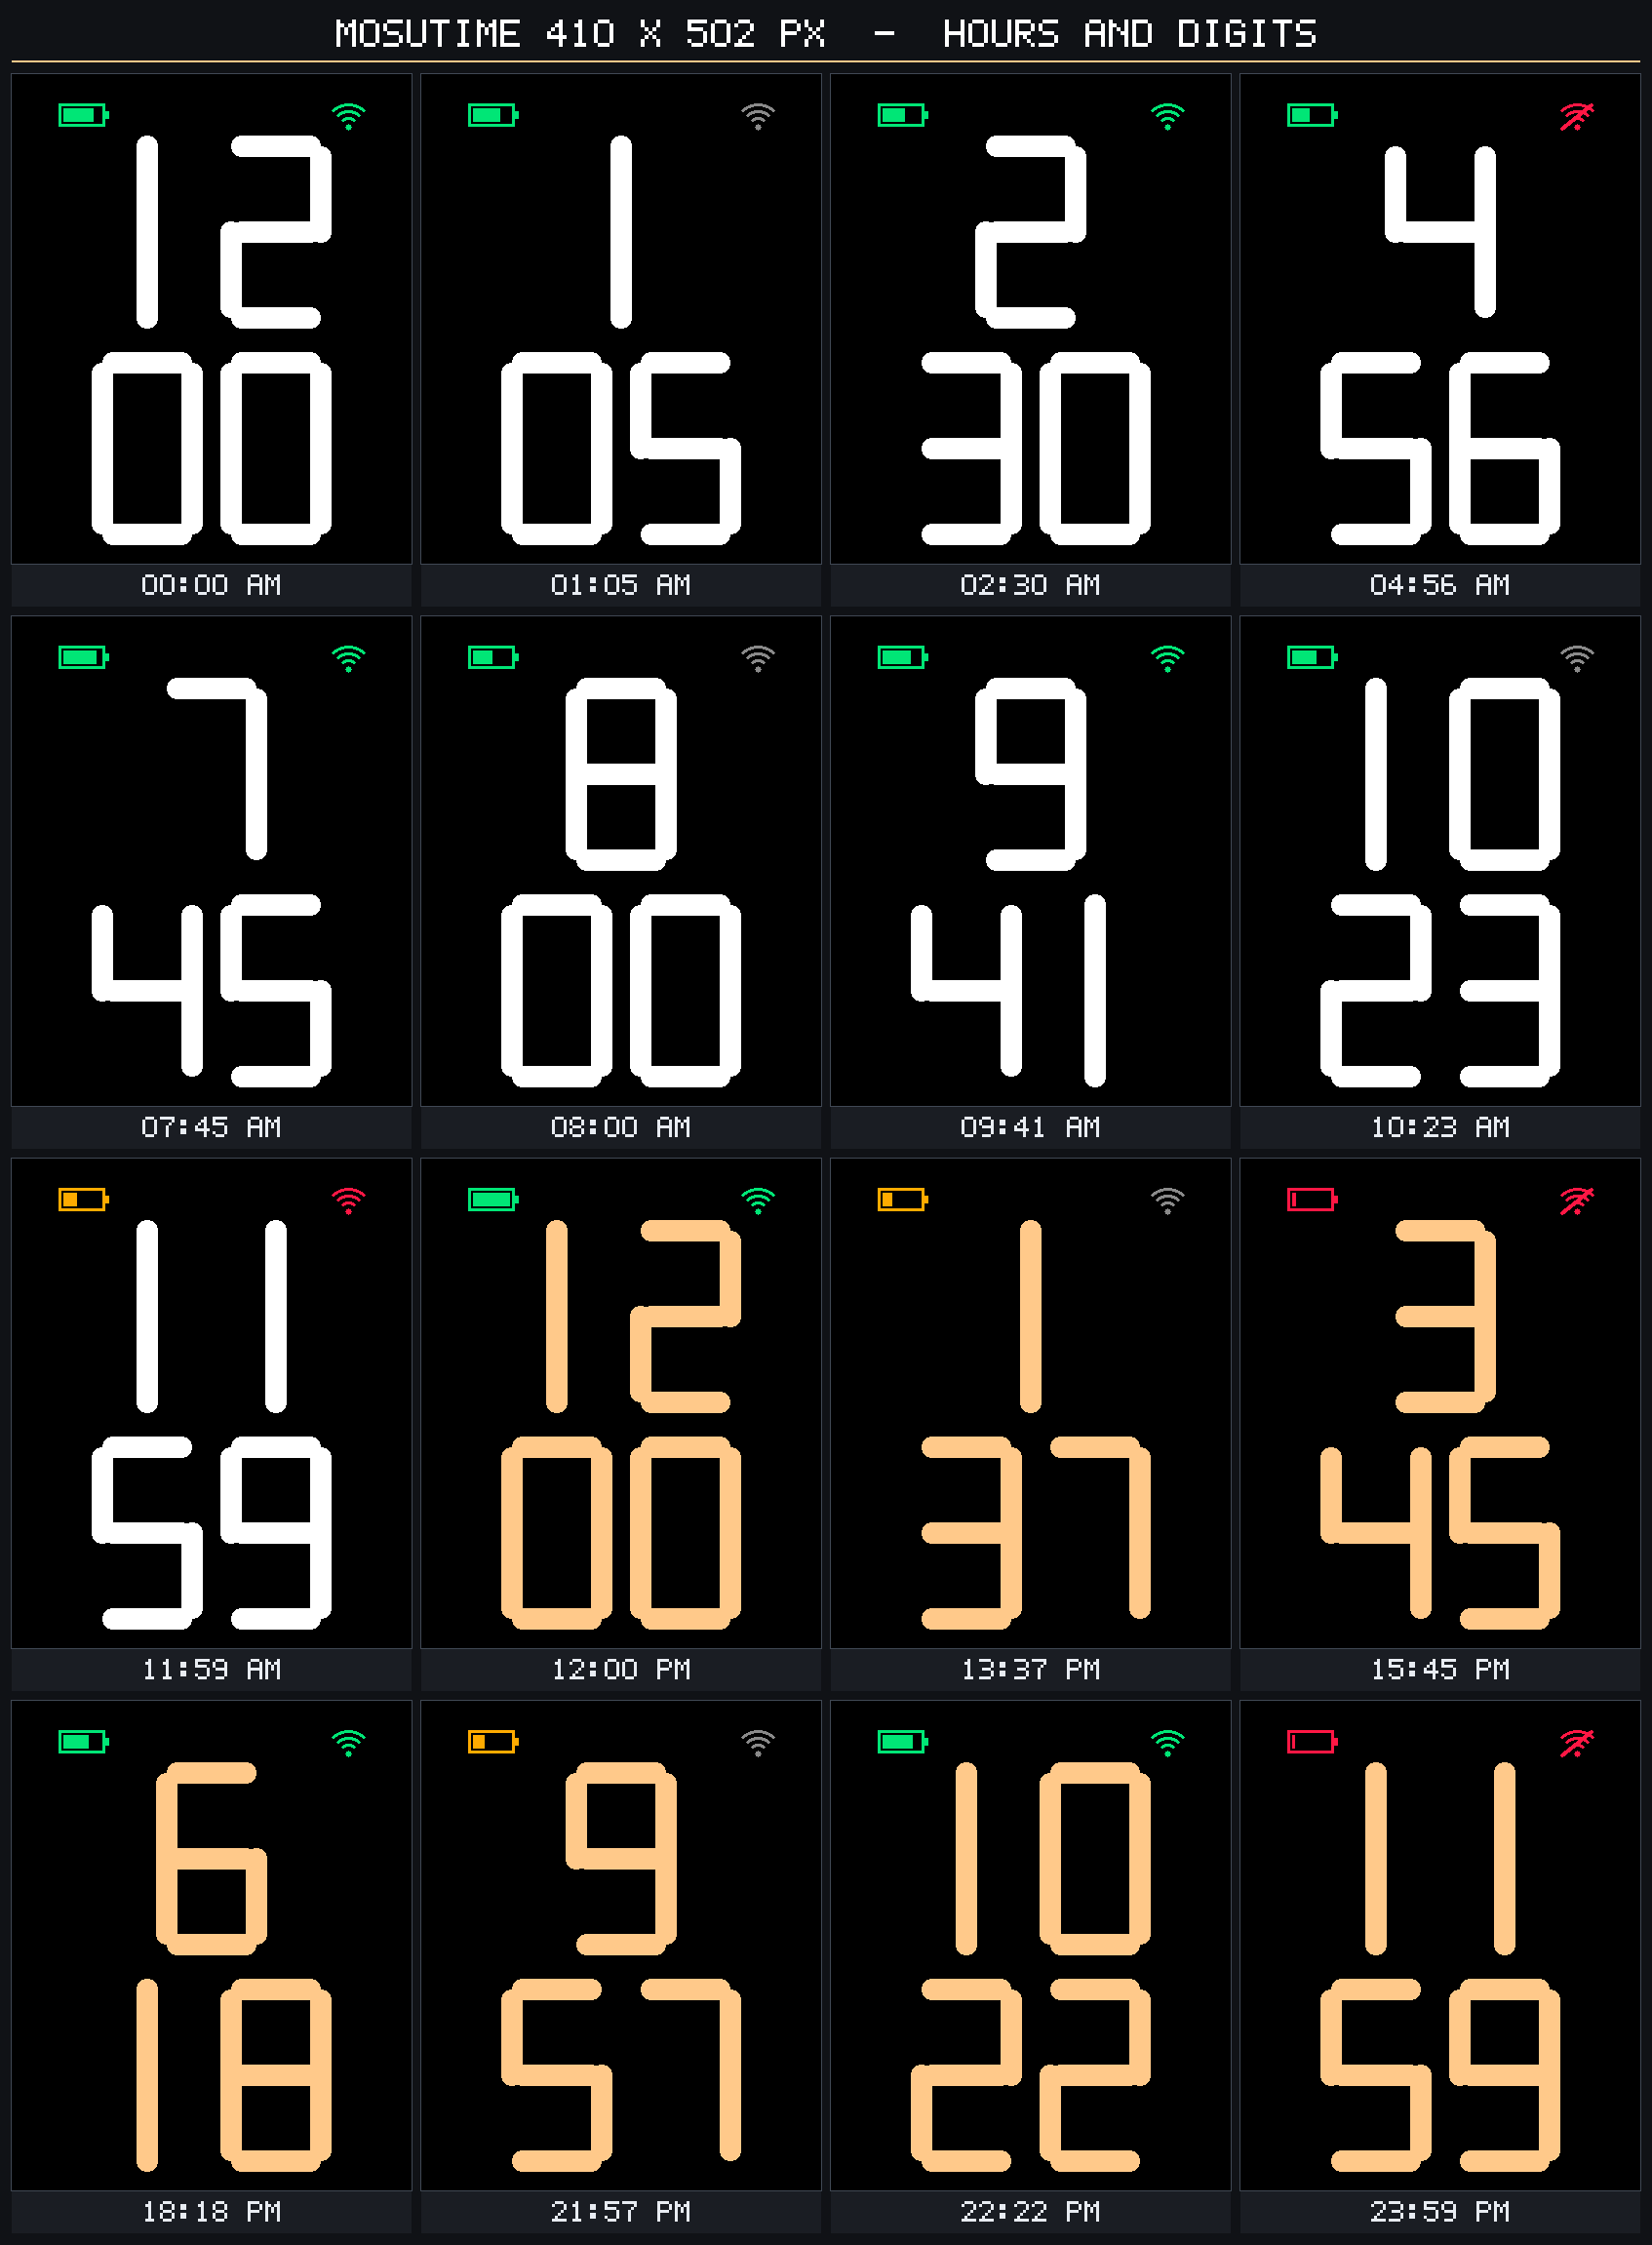 MOSUTIME 410 X 502 PX - HOURS AND DIGITS
12 1 2 4
00 05 30 56
00:00 AM 01:05 AM 02:30 AM 04:56 AM
7 8 9 10
45 00 41 23
07:45 AM 08:00 AM 09:41 AM 10:23 AM
11 12 1 3
59 00 37 45
11:59 AM 12:00 PM 13:37 PM 15:45 PM
6 9 10 11
18 57 22 59
18:18 PM 21:57 PM 22:22 PM 23:59 PM